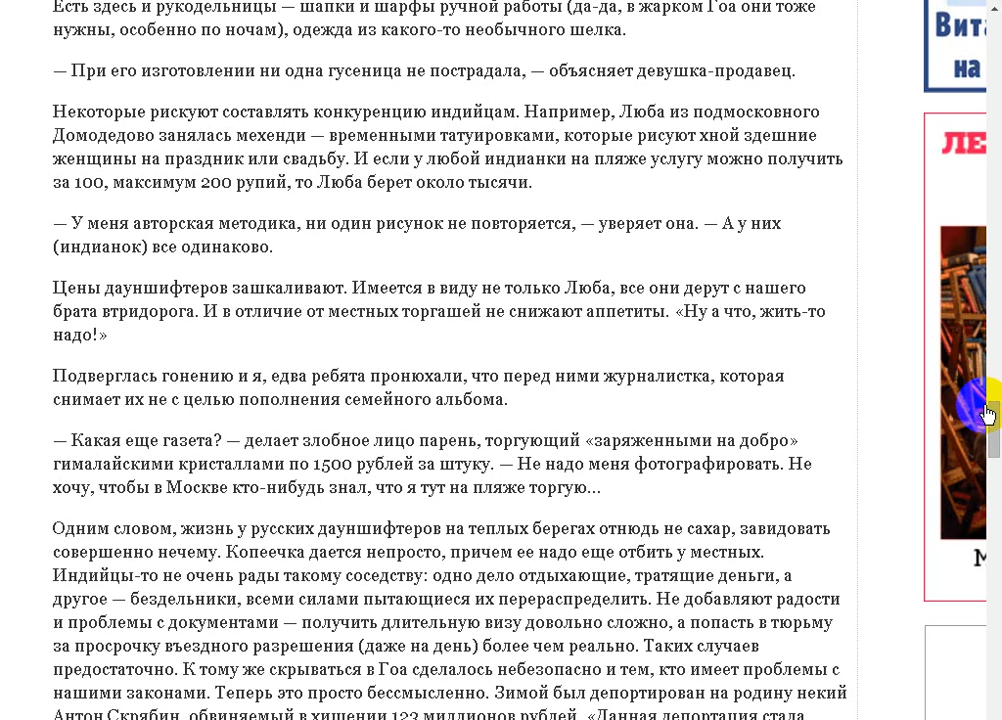 Есть здесь и рукодельницы — шапки и шарфы ручной работы (да-да, в жарком Гоа они тоже
нужны, особенно по ночам), одежда из какого-то необычного шелка.
— При его изготовлении ни одна гусеница не пострадала, — объясняет девушка-продавец.
Некоторые рискуют составлять конкуренцию индийцам. Например, Люба из подмосковного
Домодедово занялась мехенди — временными татуировками, которые рисуют хной здешние
женщины на праздник или свадьбу. И если у любой индианки на пляже услугу можно получить
за 100, максимум 200 рупий, то Люба берет около тысячи.
— У меня авторская методика, ни один рисунок не повторяется, — уверяет она. — А у них
(индианок) все одинаково.
Цены дауншифтеров зашкаливают. Имеется в виду не только Люба, все они дерут с нашего
брата втридорога. И в отличие от местных торгашей не снижают аппетиты. «Ну а что, жить-то
надо!»
Подверглась гонению и я, едва ребята пронюхали, что перед ними журналистка, которая
снимает их не с целью пополнения семейного альбома.
— Какая еще газета? — делает злобное лицо парень, торгующий «заряженными на добро»
гималайскими кристаллами по 1500 рублей за штуку. — Не надо меня фотографировать. Не
хочу, чтобы в Москве кто-нибудь знал, что я тут на пляже торгую...
Одним словом, жизнь у русских дауншифтеров на теплых берегах отнюдь не сахар, завидовать
совершенно нечему. Копеечка дается непросто, причем ее надо еще отбить у местных.
Индийцы-то не очень рады такому соседству: одно дело отдыхающие, тратящие деньги, а
другое — бездельники, всеми силами пытающиеся их перераспределить. Не добавляют радости
и проблемы с документами — получить длительную визу довольно сложно, а попасть в тюрьму
за просрочку въездного разрешения (даже на день) более чем реально. Таких случаев
предостаточно. К тому же скрываться в Гоа сделалось небезопасно и тем, кто имеет проблемы с
нашими законами. Теперь это просто бессмысленно. Зимой был депортирован на родину некий
Антон Скрябин, обвиняемый в хищении 123 миллионов рублей. «Данная депортация стала
Вита
на
ЛЕ
М